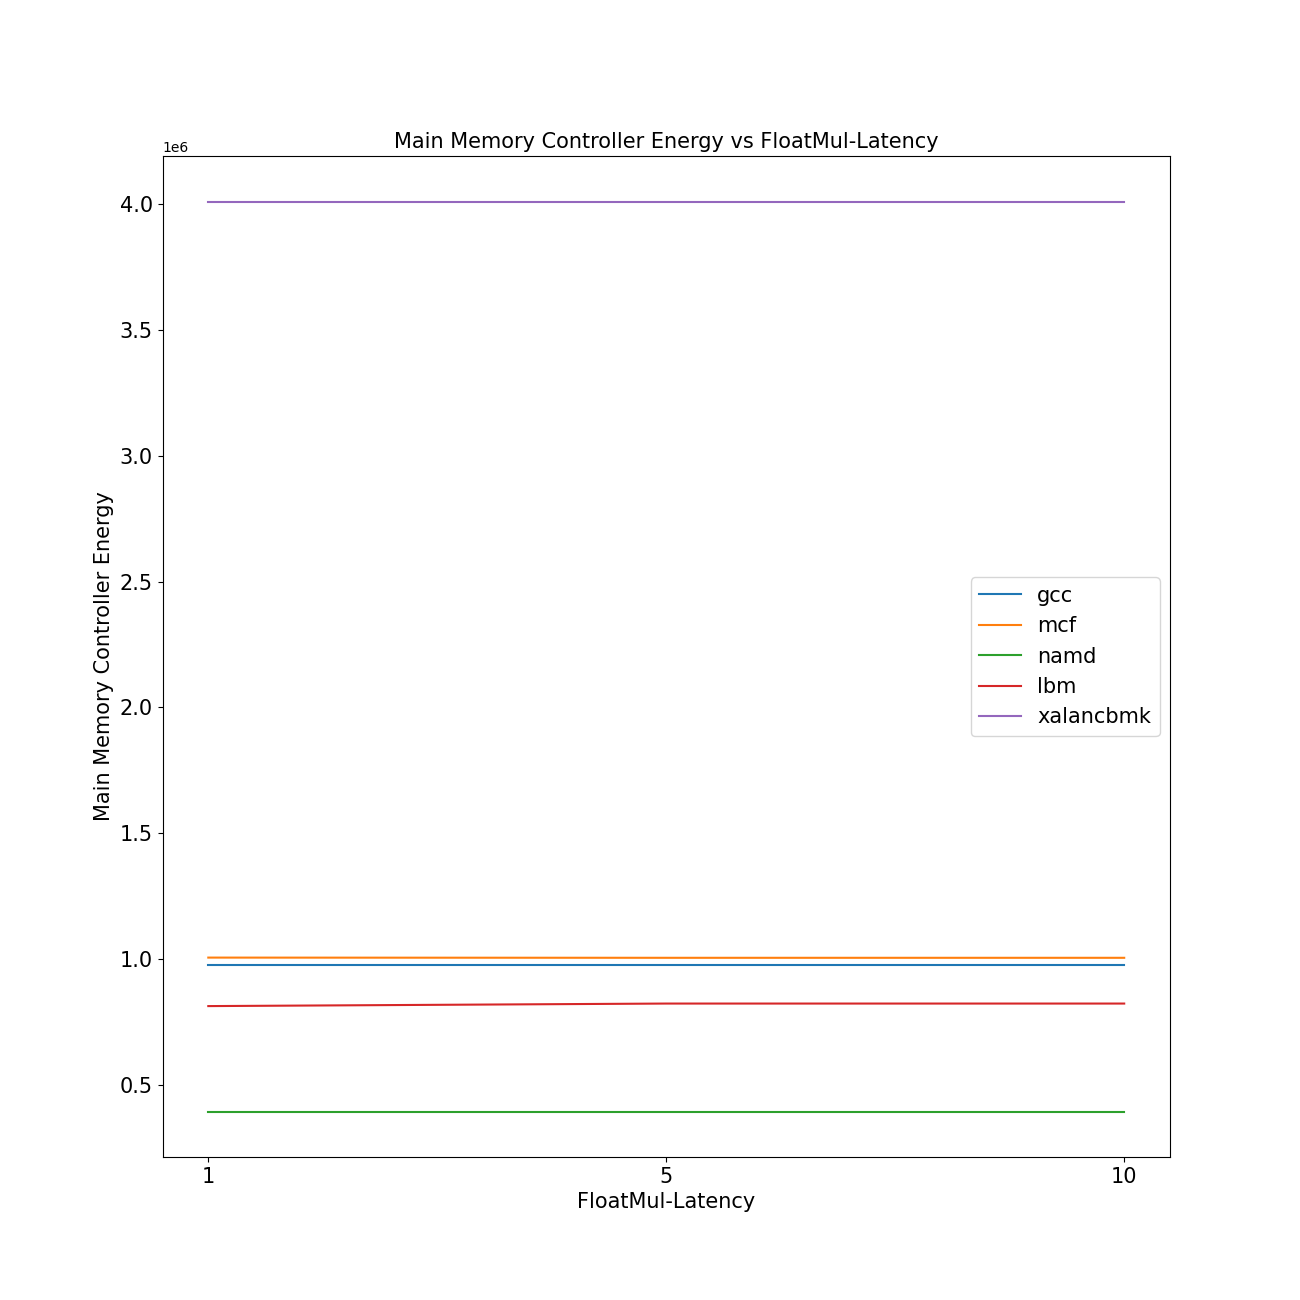 Main Memory Controller Energy vs FloatMul-Latency
1e6
4.0
3.5
3.0
2.5
2.0
1.5
1.0
0.5
Main Memory Controller Energy
gcc
mcf
namd
lbm
xalancbmk
1 5 10
FloatMul-Latency